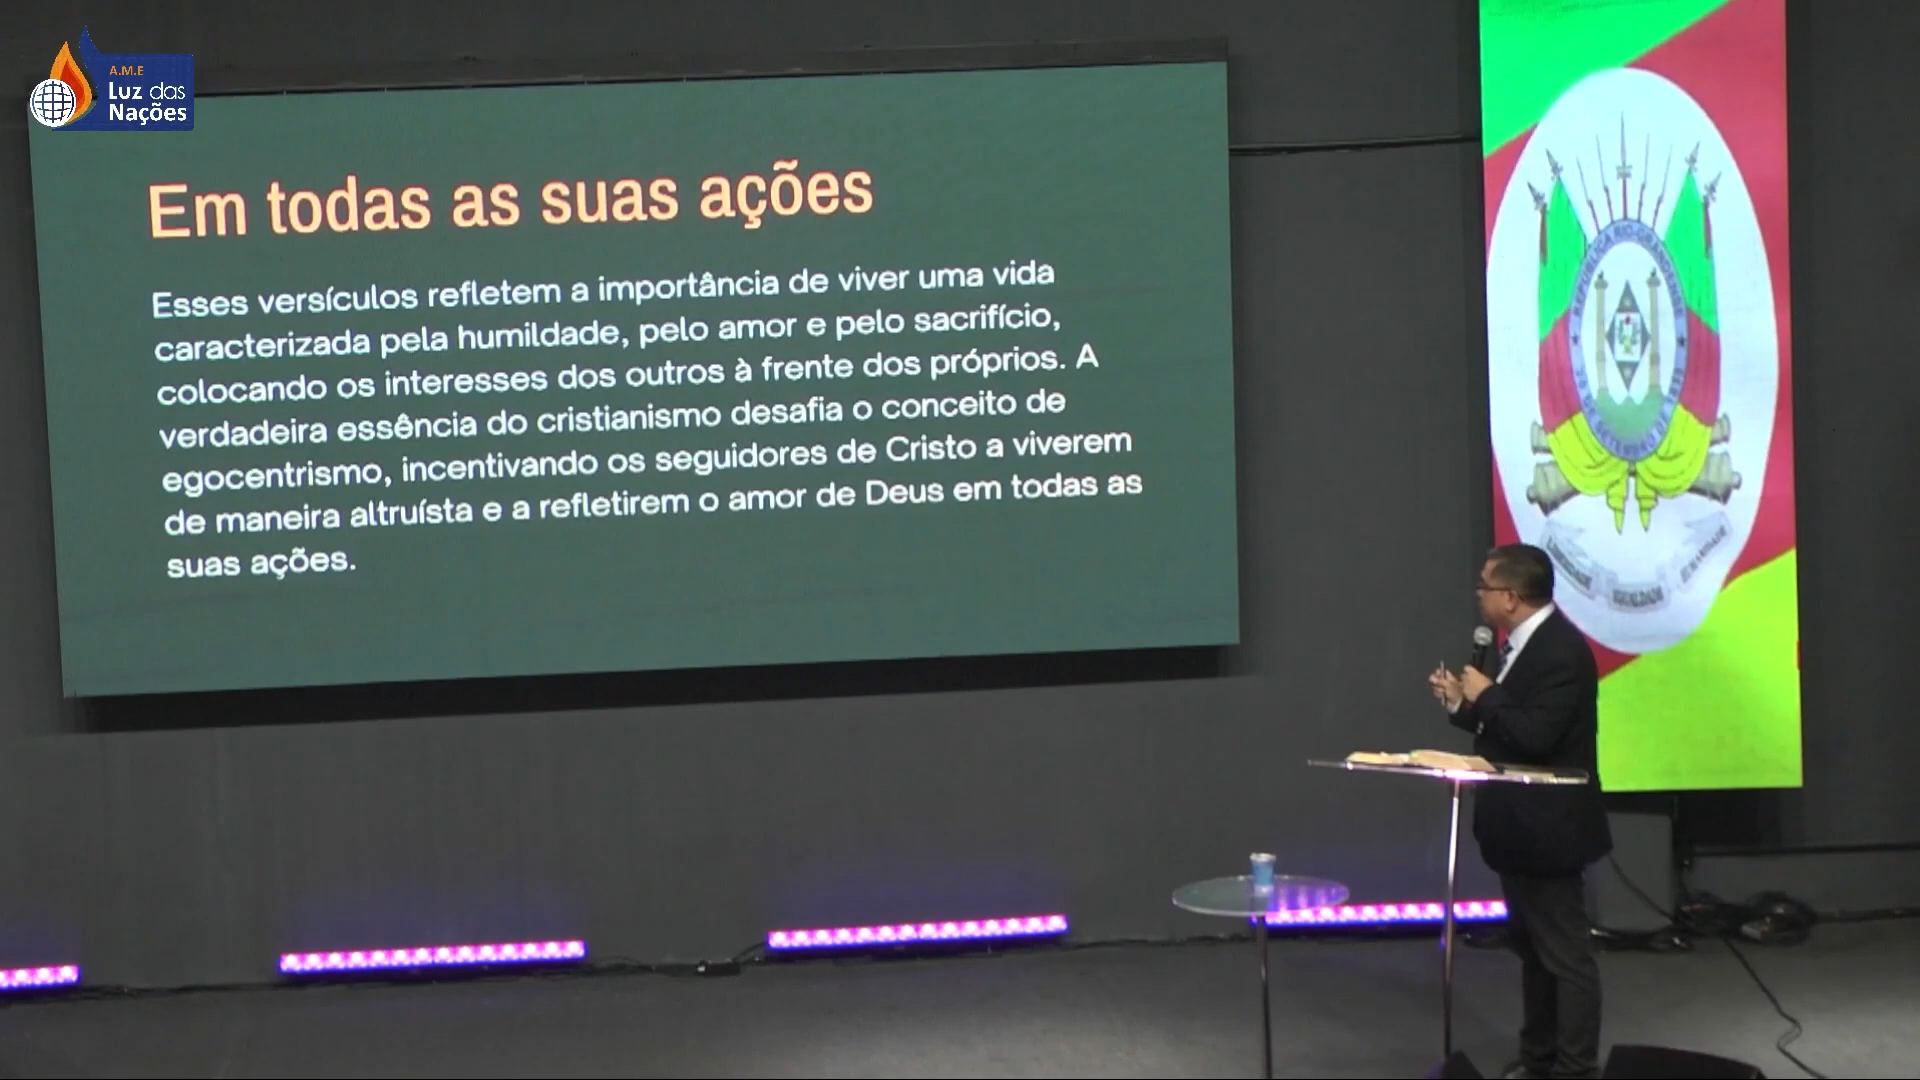 A.M.E
Luz das
Nações
Em todas as suas ações
Esses versículos refletem a importância de viver uma vida
caracterizada pela humildade, pelo amor e pelo sacrifício,
colocando os interesses dos outros à frente dos próprios. A
verdadeira essência do cristianismo desafia o conceito de
egocentrismo, incentivando os seguidores de Cristo a viverem
de maneira altruísta e a refletirem o amor de Deus em todas as
suas ações.
REPÚBLICA RIO-GRANDENSE